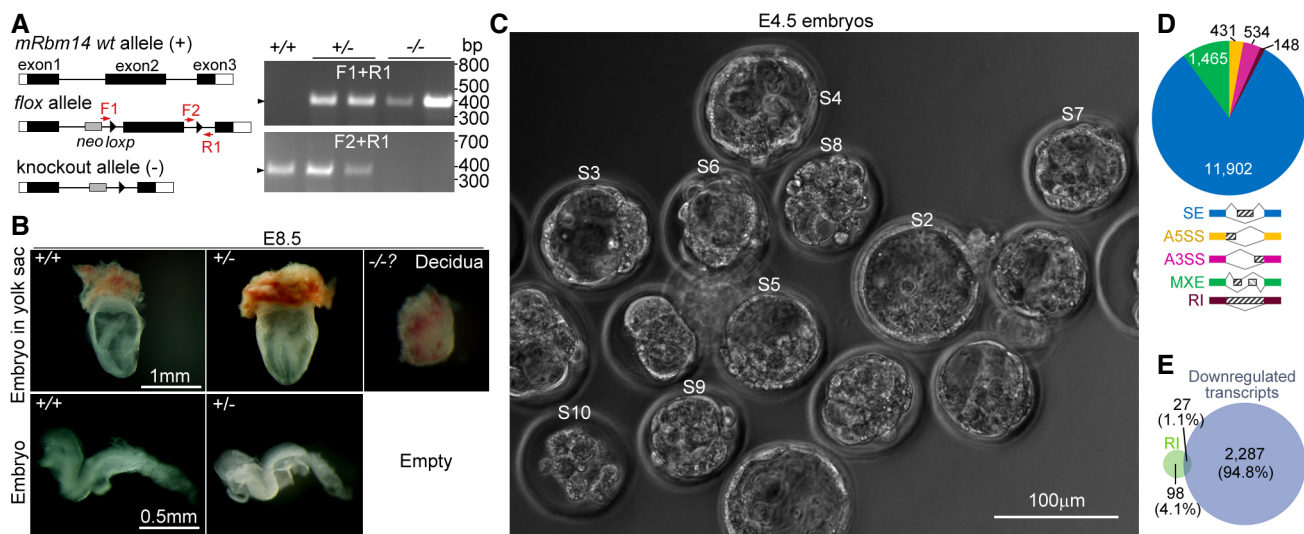 A
mRbm14 wt allele (+)
exon1 exon2 exon3
flox allele
F1 F2
neo loxp R1
knockout allele (-)
+/+ +/- -/- bp
F1+R1
800
500
400
300
F2+R1
700
400
300
B
E8.5
Embryo in yolk sac
+/+ +/- -/-? Decidua
1mm
Embryo
+/+ +/- Empty
0.5mm
C
E4.5 embryos
S4
S7
S8
S6
S3
S2
S5
S9
S10
100μm
D
431 534 148
1,465
11,902
SE
A5SS
A3SS
MXE
RI
E
Downregulated
transcripts
27
(1.1%)
RI
2,287
(94.8%)
98
(4.1%)